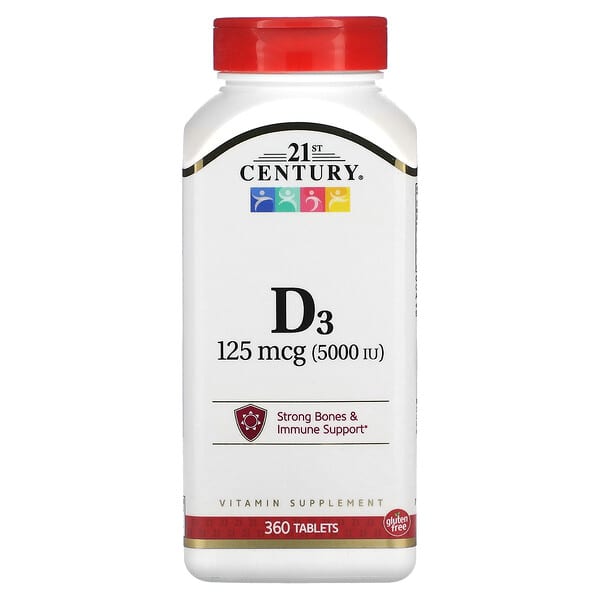 21ST
CENTURY®
D3
125 mcg (5000 IU)
Strong Bones &
Immune Support*
VITAMIN SUPPLEMENT
360 TABLETS
gluten
free